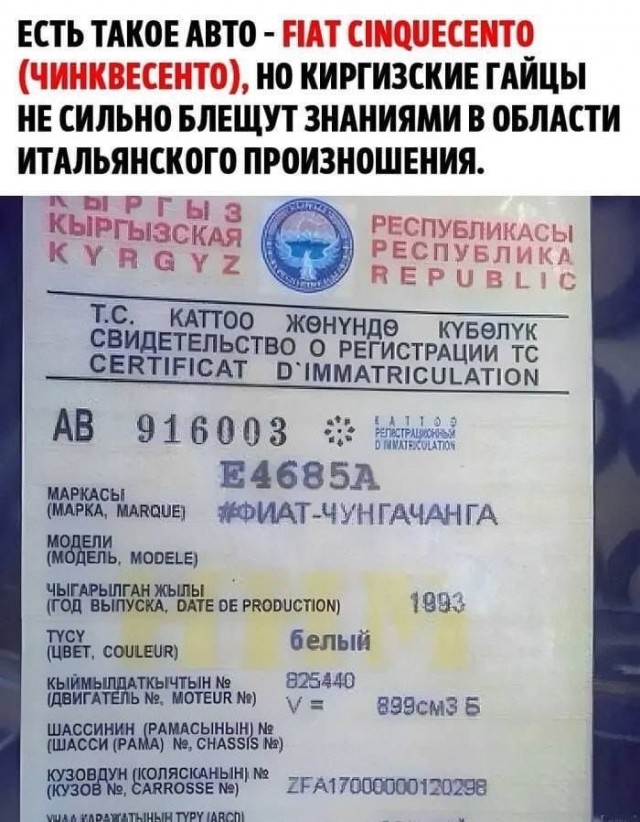 ЕСТЬ ТАКОЕ АВТО - FIAT CINQUECENTO
(ЧИНКВЕСЕНТО), НО КИРГИЗСКИЕ ГАЙЦЫ
НЕ СИЛЬНО БЛЕЩУТ ЗНАНИЯМИ В ОБЛАСТИ
ИТАЛЬЯНСКОГО ПРОИЗНОШЕНИЯ.
КЫРГЫЗ РЕСПУБЛИКАСЫ
КЫРГЫЗСКАЯ РЕСПУБЛИКА
KYRGYZ REPUBLIC
Т.С. КАТТОО ЖӨНҮНДӨ КҮБӨЛҮК
СВИДЕТЕЛЬСТВО О РЕГИСТРАЦИИ ТС
CERTIFICAT D'IMMATRICULATION
АВ 916003 КАТТОО
РЕГИСТРАЦИОННЫЙ
D'IMMATRICULATION
Е4685А
МАРКАСЫ
(МАРКА, MARQUE) #ФИАТ-ЧУНГАЧАНГА
МОДЕЛИ
(МОДЕЛЬ, MODELE)
ЧЫГАРЫЛГАН ЖЫЛЫ
(ГОД ВЫПУСКА, DATE DE PRODUCTION) 1993
ТҮСҮ
(ЦВЕТ, COULEUR) белый
КЫЙМЫЛДАТКЫЧТЫН № 825440
(ДВИГАТЕЛЬ №, MOTEUR №) V = 899см3 Б
ШАССИНИН (РАМАСЫНЫН) №
(ШАССИ (РАМА) №, CHASSIS №)
КУЗОВДУН (КОЛЯСКАНЫН) №
(КУЗОВ №, CARROSSE №) ZFA17000000120298